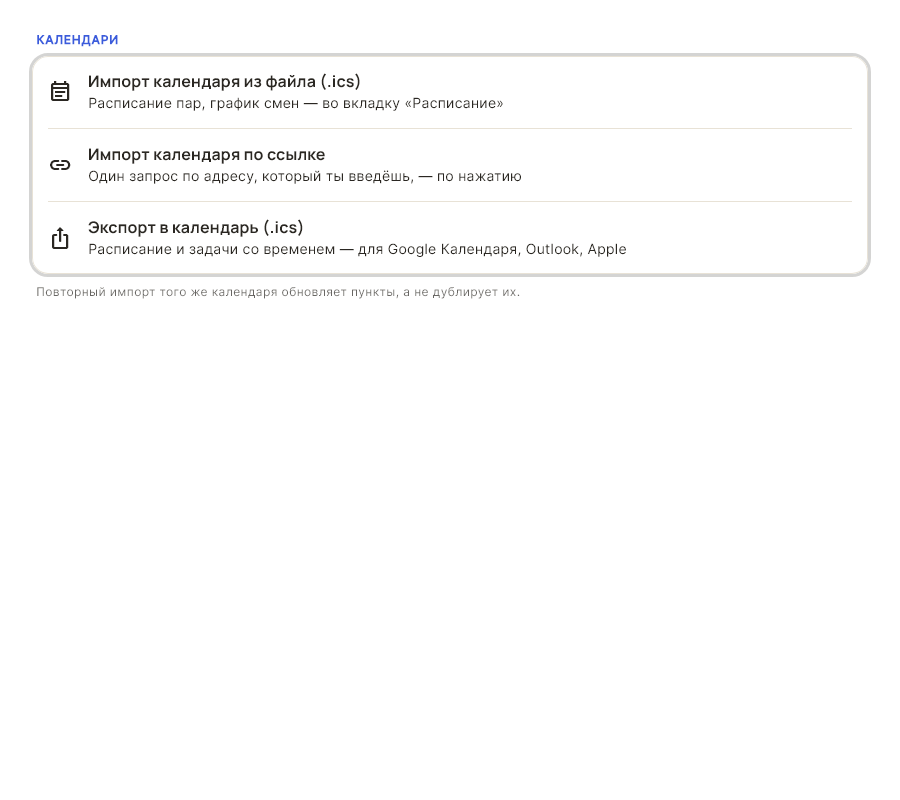 КАЛЕНДАРИ
Импорт календаря из файла (.ics)
Расписание пар, график смен — во вкладку «Расписание»
Импорт календаря по ссылке
Один запрос по адресу, который ты введёшь, — по нажатию
Экспорт в календарь (.ics)
Расписание и задачи со временем — для Google Календаря, Outlook, Apple
Повторный импорт того же календаря обновляет пункты, а не дублирует их.